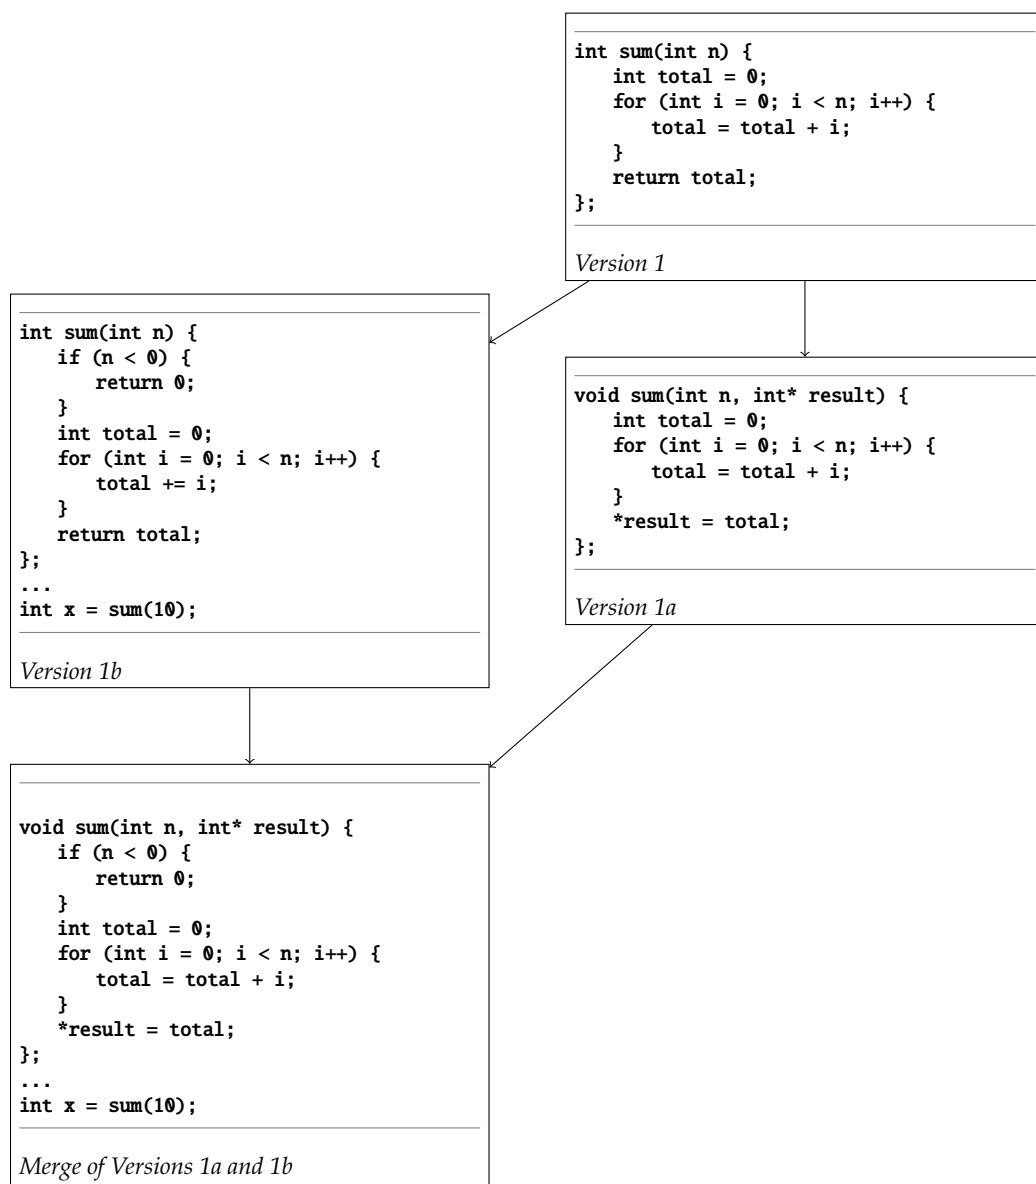 int sum(int n) {
int total = 0;
for (int i = 0; i < n; i++) {
total = total + i;
}
return total;
};
Version 1
int sum(int n) {
if (n < 0) {
return 0;
}
int total = 0;
for (int i = 0; i < n; i++) {
total += i;
}
return total;
};
...
int x = sum(10);
Version 1b
void sum(int n, int* result) {
int total = 0;
for (int i = 0; i < n; i++) {
total = total + i;
}
*result = total;
};
Version 1a
void sum(int n, int* result) {
if (n < 0) {
return 0;
}
int total = 0;
for (int i = 0; i < n; i++) {
total = total + i;
}
*result = total;
};
...
int x = sum(10);
Merge of Versions 1a and 1b